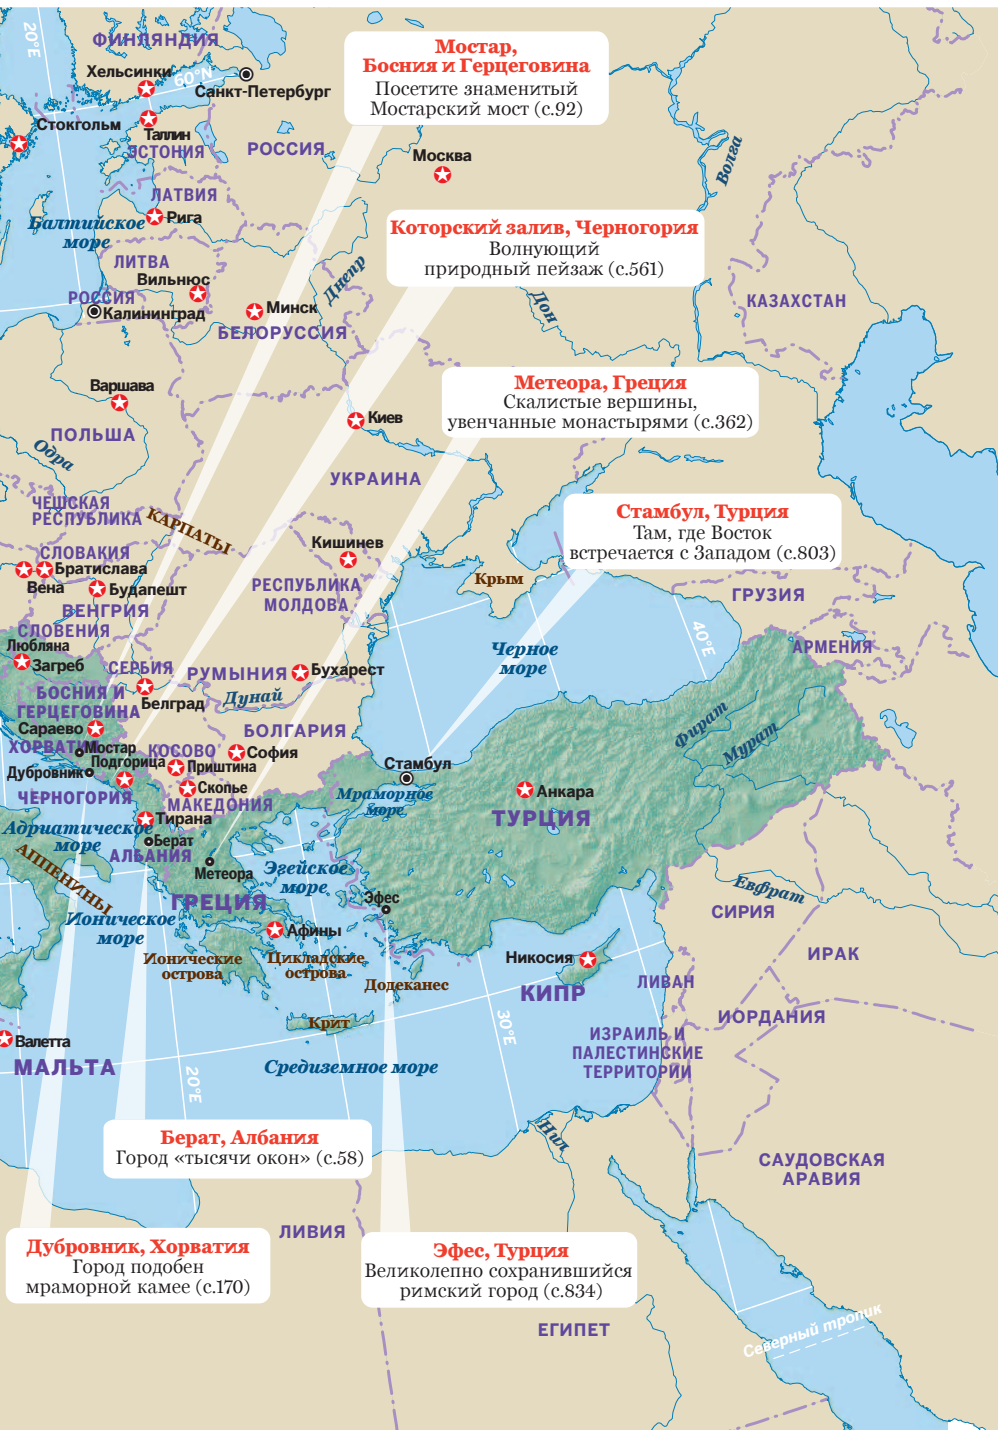 20°E
ФИНЛЯНДИЯ
Хельсинки
60°N
Санкт-Петербург
Стокгольм
Таллин
ЭСТОНИЯ
РОССИЯ
Мостар,
Босния и Герцеговина
Посетите знаменитый
Мостарский мост (с.92)
Москва
Волга
ЛАТВИЯ
Рига
Балтийское
море
ЛИТВА
Вильнюс
РОССИЯ
Калининград
Минск
БЕЛОРУССИЯ
Днепр
Которский залив, Черногория
Волнующий
природный пейзаж (с.561)
Дон
КАЗАХСТАН
Варшава
ПОЛЬША
Одра
Киев
Метеора, Греция
Скалистые вершины,
увенчанные монастырями (с.362)
УКРАИНА
ЧЕШСКАЯ
РЕСПУБЛИКА
КАРПАТЫ
Стамбул, Турция
Там, где Восток
встречается с Западом (с.803)
СЛОВАКИЯ
Братислава
Вена
Будапешт
ВЕНГРИЯ
Кишинев
РЕСПУБЛИКА
МОЛДОВА
Крым
ГРУЗИЯ
СЛОВЕНИЯ
Любляна
Загреб
СЕРБИЯ
РУМЫНИЯ
Бухарест
Черное
море
40°E
АРМЕНИЯ
БОСНИЯ И
ГЕРЦЕГОВИНА
Белград
Дунай
Сараево
БОЛГАРИЯ
Фират
Мурат
ХОРВАТИ
Мостар
Подгорица
КОСОВО
Приштина
София
Дубровник
Стамбул
Скопье
ЧЕРНОГОРИЯ
МАКЕДОНИЯ
Мраморное
море
Анкара
ТУРЦИЯ
Тирана
Адриатическое
море
Берат
АЛБАНИЯ
Метеора
АППЕНИНЫ
Эгейское
море
ГРЕЦИЯ
Эфес
Евфрат
СИРИЯ
Ионическое
море
Афины
Ионические
острова
Цикладские
острова
Додеканес
Никосия
КИПР
ЛИВАН
ИРАК
ИОРДАНИЯ
Крит
30°E
ИЗРАИЛЬ И
ПАЛЕСТИНСКИЕ
ТЕРРИТОРИИ
Валетта
МАЛЬТА
20°E
Средиземное море
Нил
Берат, Албания
Город «тысячи окон» (с.58)
САУДОВСКАЯ
АРАВИЯ
ЛИВИЯ
Дубровник, Хорватия
Город подобен
мраморной камее (с.170)
Эфес, Турция
Великолепно сохранившийся
римский город (с.834)
ЕГИПЕТ
Северный тропик